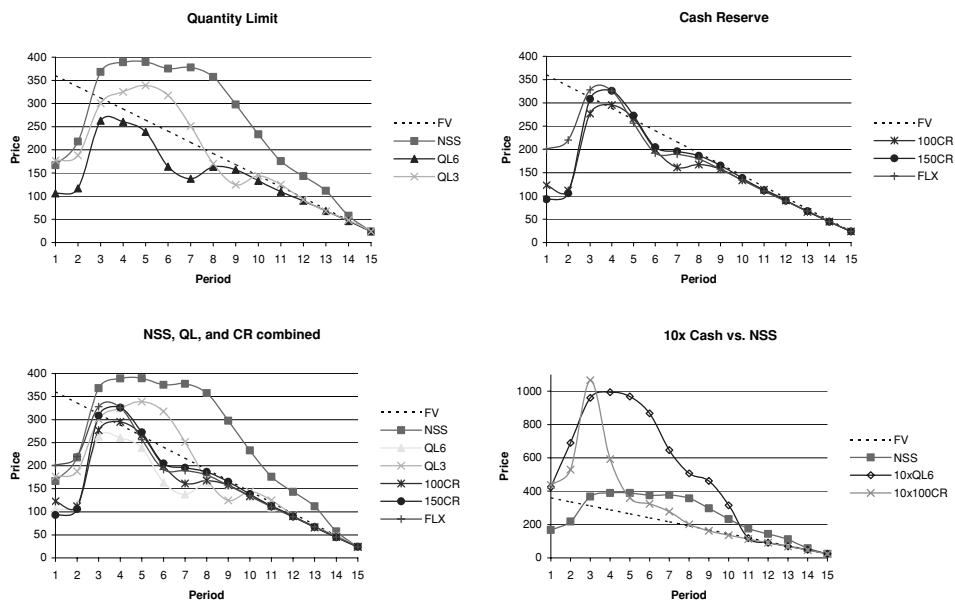 Quantity Limit
400
350
300
250
200
150
100
50
0
Price
1 2 3 4 5 6 7 8 9 10 11 12 13 14 15
Period
FV
NSS
QL6
QL3
Cash Reserve
400
350
300
250
200
150
100
50
0
Price
1 2 3 4 5 6 7 8 9 10 11 12 13 14 15
Period
FV
100CR
150CR
FLX
NSS, QL, and CR combined
400
350
300
250
200
150
100
50
0
Price
1 2 3 4 5 6 7 8 9 10 11 12 13 14 15
Period
FV
NSS
QL6
QL3
100CR
150CR
FLX
10x Cash vs. NSS
1000
800
600
400
200
0
Price
1 2 3 4 5 6 7 8 9 10 11 12 13 14 15
Period
FV
NSS
10xQL6
10x100CR